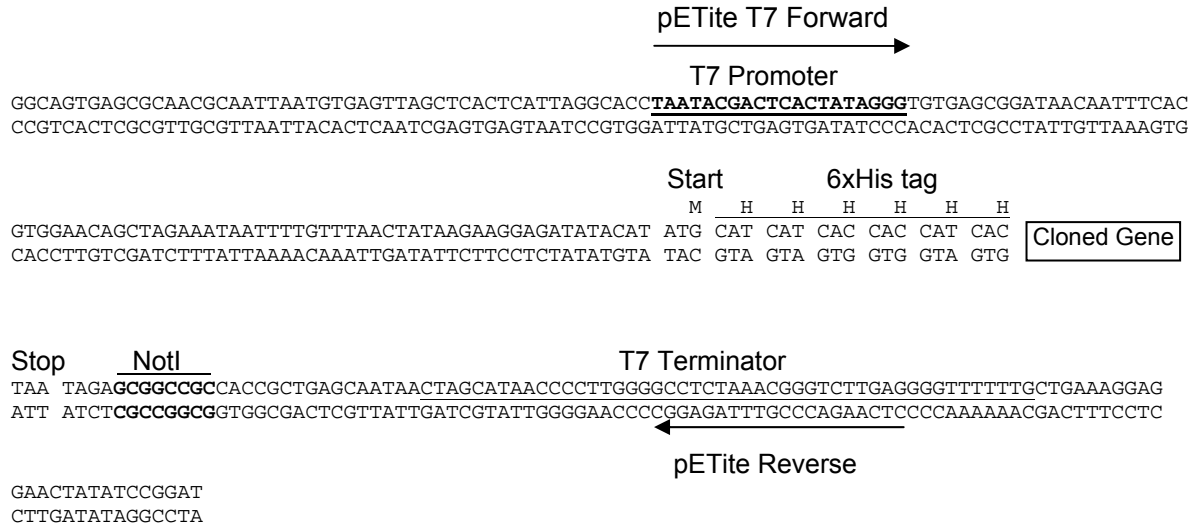 pETite T7 Forward
T7 Promoter
GGCAGTGAGCGCAACGCAATTAATGTGAGTTAGCTCACTCATTAGGCACCTAATACGACTCACTATAGGGTGTGAGCGGATAACAATTTCAC
CCGTCACTCGCGTTGCGTTAATTACACTCAATCGAGTGAGTAATCCGTGGATTATGCTGAGTGATATCCCACACTCGCCTATTGTTAAAGTG
Start 6xHis tag
M H H H H H H
GTGGAACAGCTAGAAATAATTTTGTTTAACTATAAGAAGGAGATATACAT ATG CAT CAT CAC CAC CAT CAC
CACCTTGTCGATCTTTATTAAAACAAATTGATATTCTTCCTCTATATGTA TAC GTA GTA GTG GTG GTA GTG
Cloned Gene
Stop NotI T7 Terminator
TAA TAGAGCGGCCGCCACCGCTGAGCAATAACTAGCATAACCCCTTGGGGCCTCTAAACGGGTCTTGAGGGGTTTTTTGCTGAAAGGAG
ATT ATCTCGCCGGCGGTGGCGACTCGTTATTGATCGTATTGGGGAACCCCGGAGATTTGCCCAGAACTCCCCAAAAAACGACTTTCCTC
pETite Reverse
GAACTATATCCGGAT
CTTGATATAGGCCTA